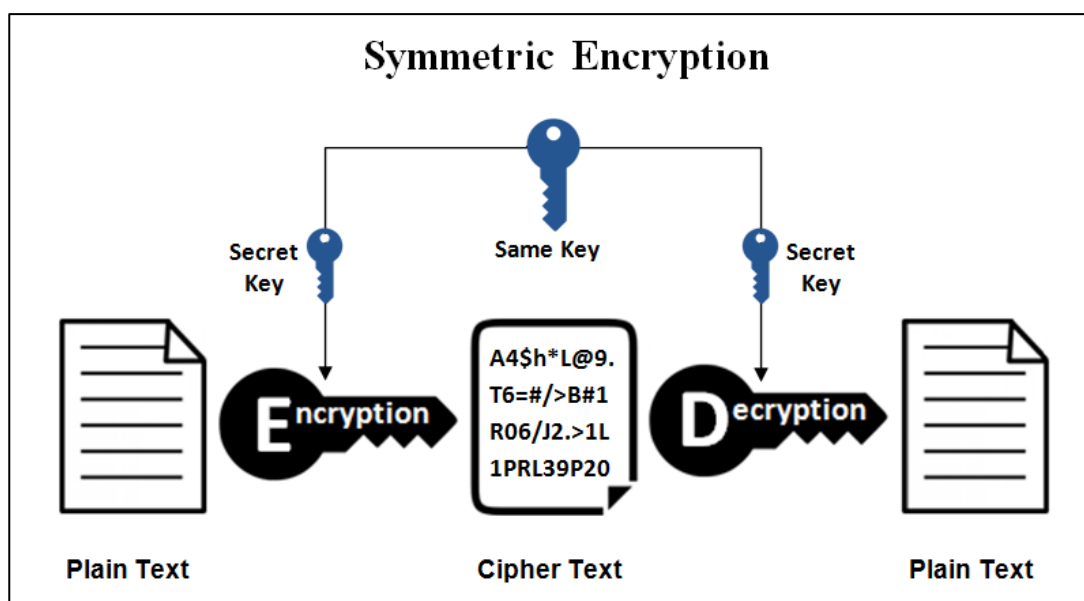 Symmetric Encryption
Same Key
Secret
Key
Secret
Key
Encryption
A4$h*L@9.
T6=#/>B#1
R06/J2.>1L
1PRL39P20
Decryption
Plain Text
Cipher Text
Plain Text